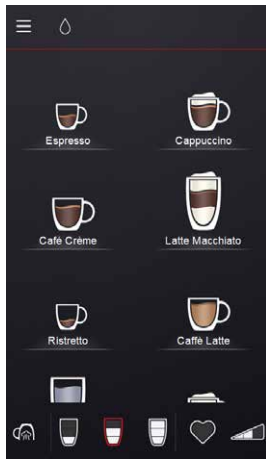 Espresso
Cappuccino
Café Crème
Latte Macchiato
Ristretto
Caffè Latte